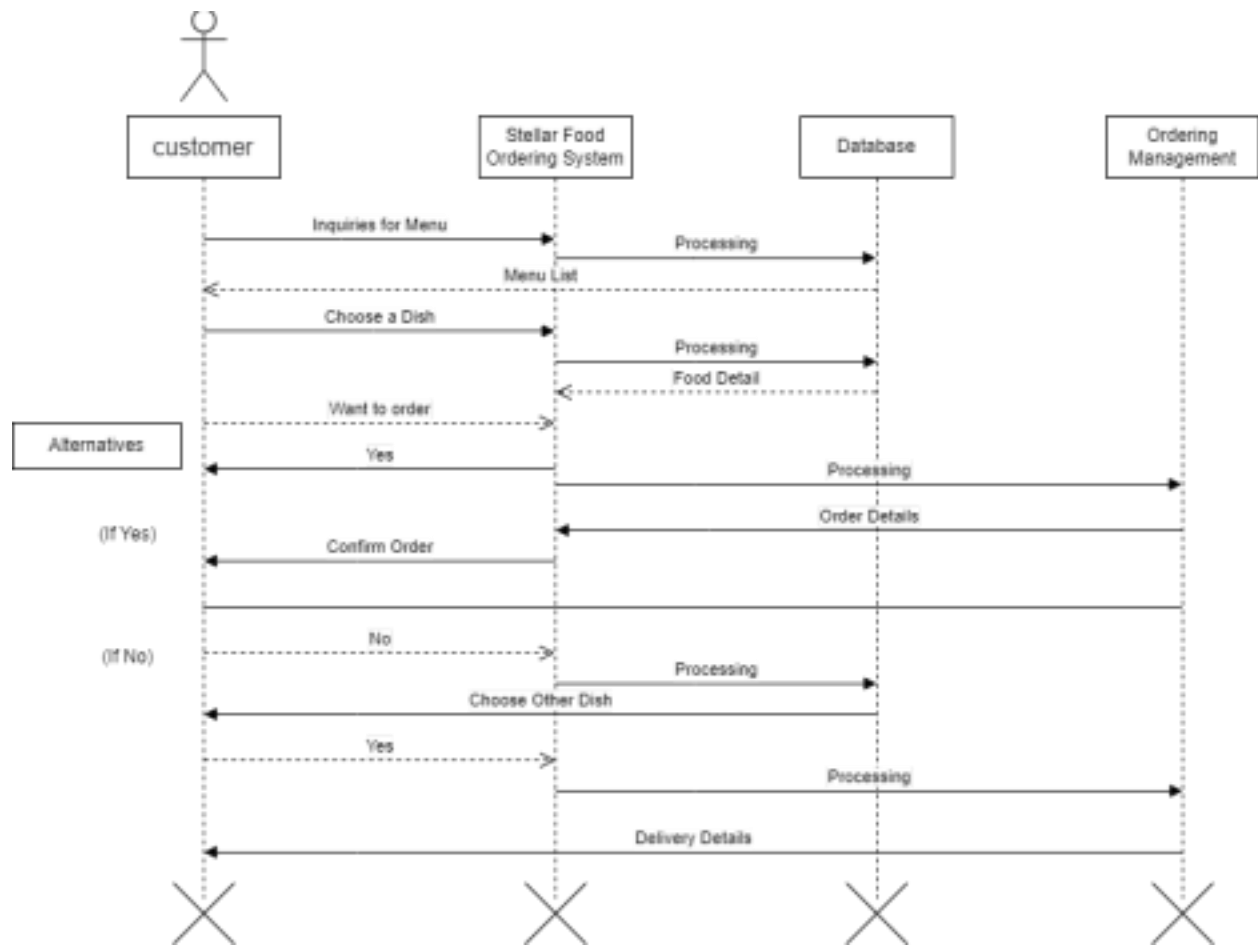 customer
Stellar Food
Ordering System
Database
Ordering
Management
Inquiries for Menu
Processing
Menu List
Choose a Dish
Processing
Food Detail
Want to order
Alternatives
Yes
Processing
Order Details
(If Yes)
Confirm Order
No
(If No)
Processing
Choose Other Dish
Yes
Processing
Delivery Details